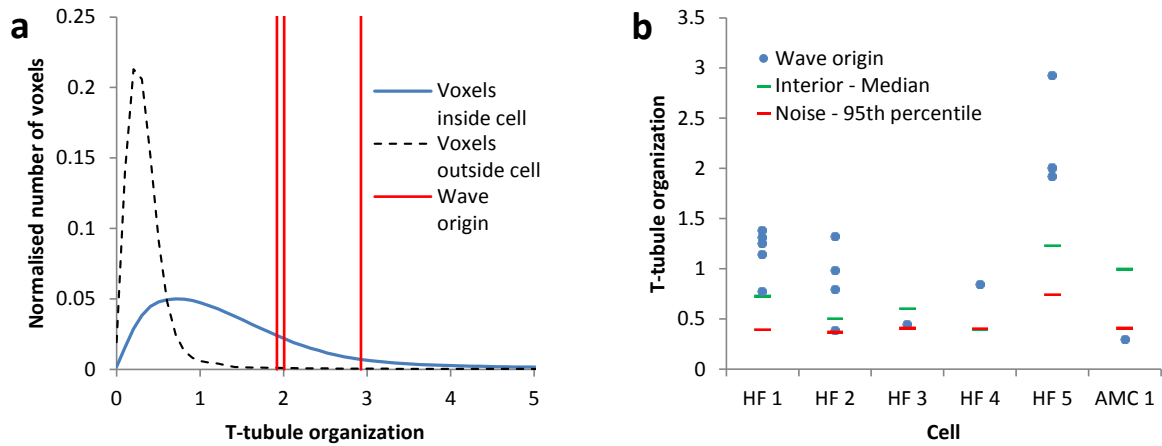 a
0.25
0.2
0.15
0.1
0.05
0
Normalised number of voxels
Voxels
inside cell
Voxels
outside cell
Wave
origin
0 1 2 3 4 5
T-tubule organization
b
3.5
3
2.5
2
1.5
1
0.5
0
T-tubule organization
Wave origin
Interior - Median
Noise - 95th percentile
HF 1 HF 2 HF 3 HF 4 HF 5 AMC 1
Cell